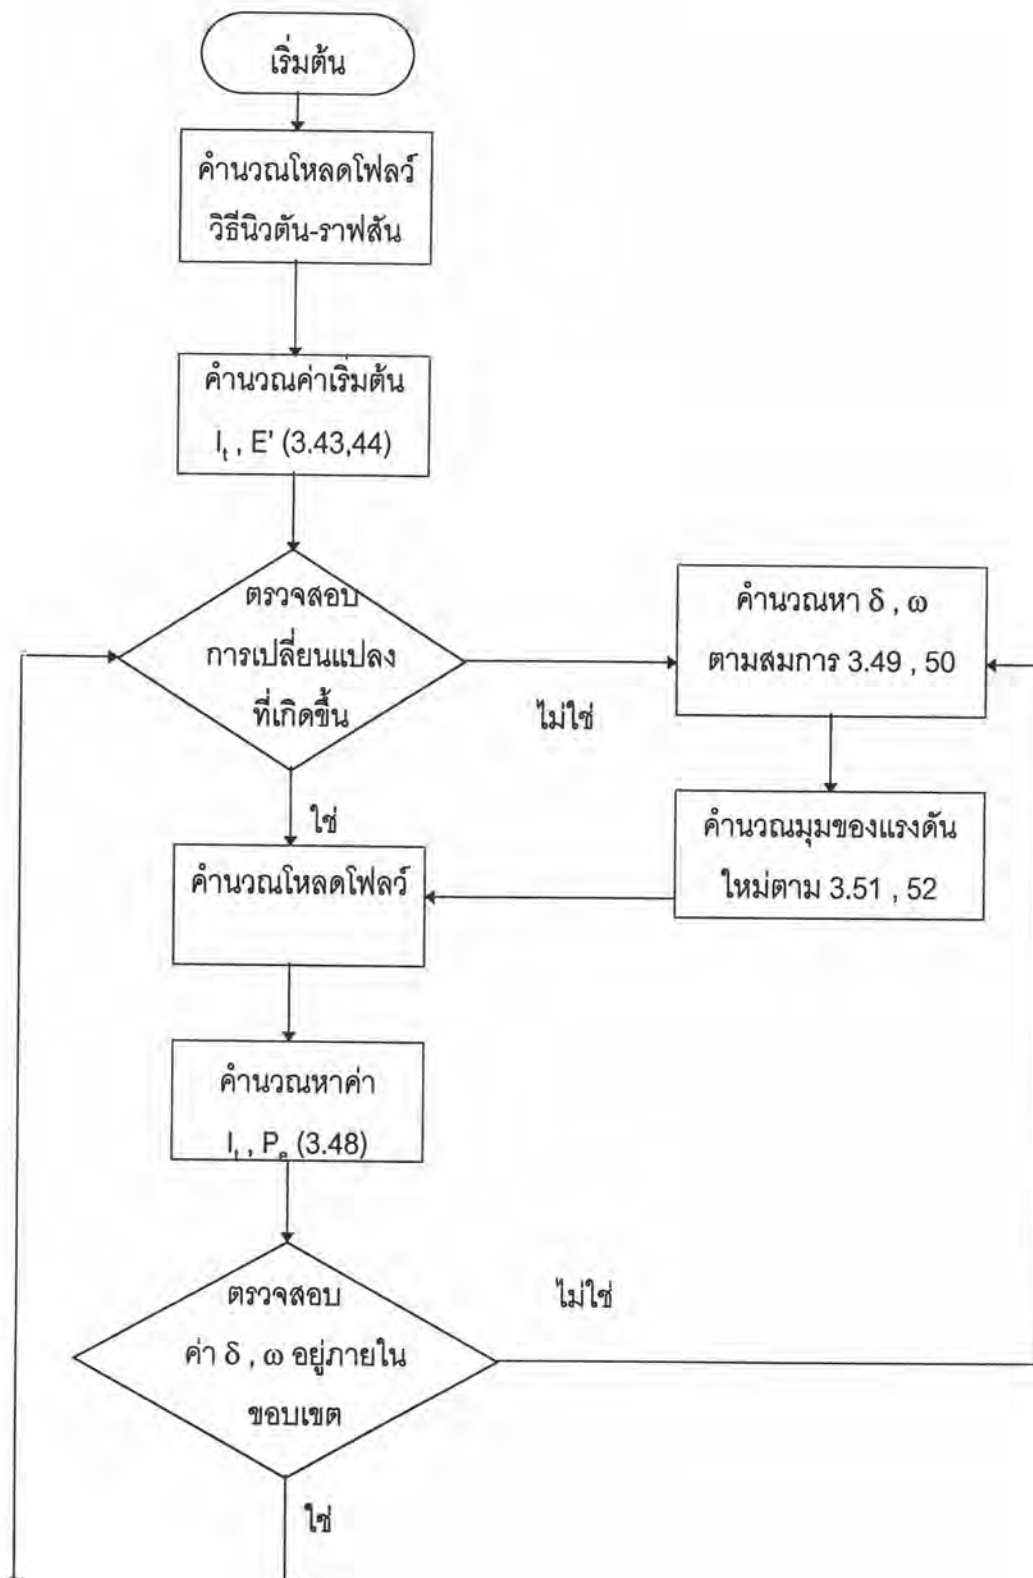 เริ่มต้น
คำนวณโหลดโฟลว์
วิธีนิวตัน-ราฟสัน
คำนวณค่าเริ่มต้น
I_t , E' (3.43,44)
ตรวจสอบ
การเปลี่ยนแปลง
ที่เกิดขึ้น
ไม่ใช่
คำนวณหา δ , ω
ตามสมการ 3.49 , 50
ใช่
คำนวณมุมของแรงดัน
ใหม่ตาม 3.51 , 52
คำนวณโหลดโฟลว์
คำนวณหาค่า
I_t , P_e (3.48)
ตรวจสอบ
ค่า δ , ω อยู่ภายใน
ขอบเขต
ไม่ใช่
ใช่